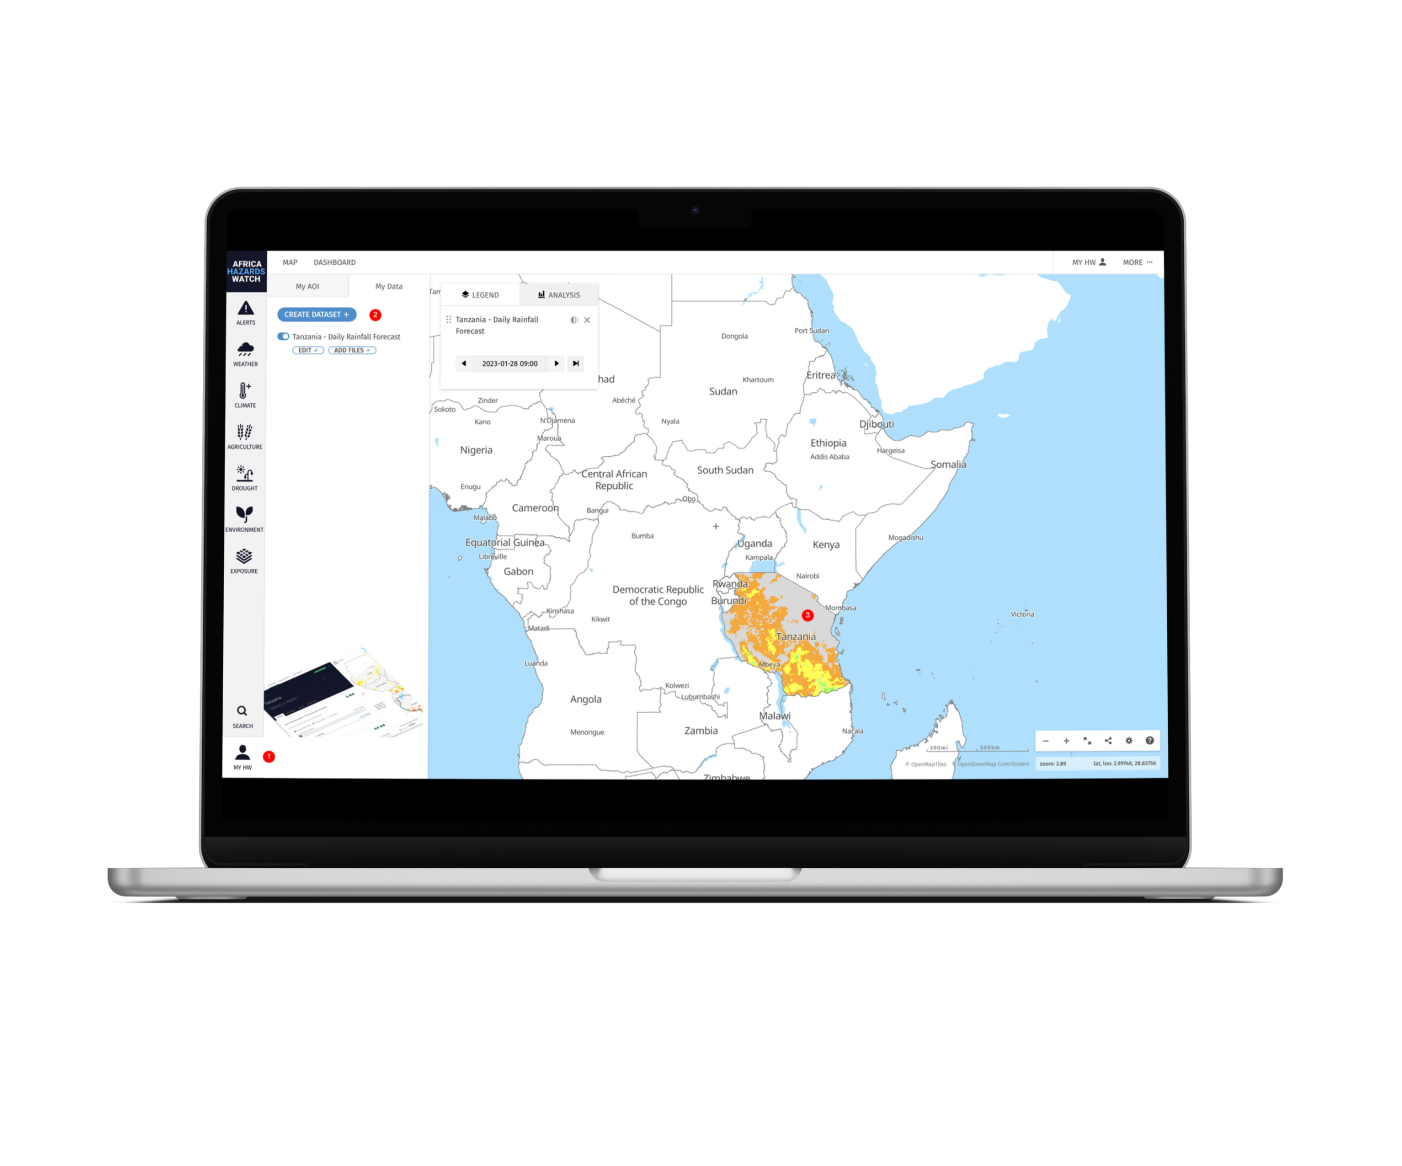 AFRICA
HAZARDS
WATCH
MAP
DASHBOARD
MY HW
MORE
My AOI
My Data
CREATE DATASET +
2
Tanzania - Daily Rainfall Forecast
EDIT
ADD FILES +
ALERTS
WEATHER
CLIMATE
AGRICULTURE
DROUGHT
ENVIRONMENT
EXPOSURE
SEARCH
MY HW
1
LEGEND
ANALYSIS
Tanzania - Daily Rainfall
Forecast
2023-01-28 09:00
Tam
had
Dongola
Port Sudan
Khartoum
Eritrea
Sudan
Zinder
Abéché
Sokoto
Kano
N'Djamena
Nyala
Djibouti
Maroua
Nigeria
Ethiopia
Hargeisa
Addis Ababa
Somalia
Central African
Republic
South Sudan
Enugu
Obo
Cameroon
Bangui
Malabo
Bumba
Equatorial Guinea
Uganda
Kenya
Mogadishu
Libreville
Kampala
Gabon
Nairobi
Rwanda
Democratic Republic
of the Congo
Burundi
Mombasa
Kinshasa
3
Victoria
Kikwit
Matadi
Tanzania
Luanda
Mbeya
Kolwezi
Lubumbashi
Angola
Malawi
Menongue
Zambia
Nacala
Zimbabwe
300mi
500km
© OpenMapTiles
© OpenStreetMap Contributors
zoom: 3.89
lat, lon: 2.99748, 28.83756